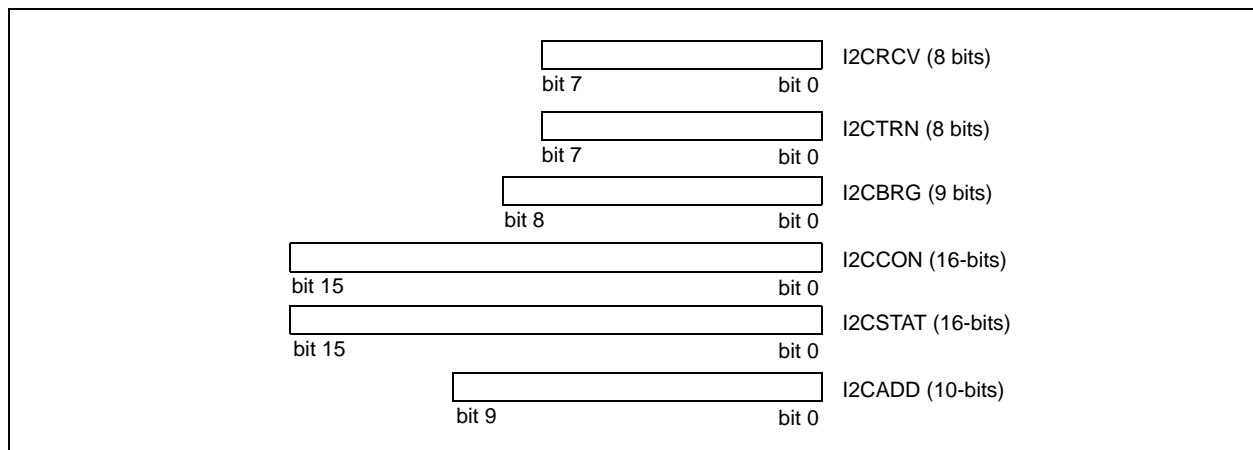 I2CRCV (8 bits)
bit 7 bit 0
I2CTRN (8 bits)
bit 7 bit 0
I2CBRG (9 bits)
bit 8 bit 0
I2CCON (16-bits)
bit 15 bit 0
I2CSTAT (16-bits)
bit 15 bit 0
I2CADD (10-bits)
bit 9 bit 0